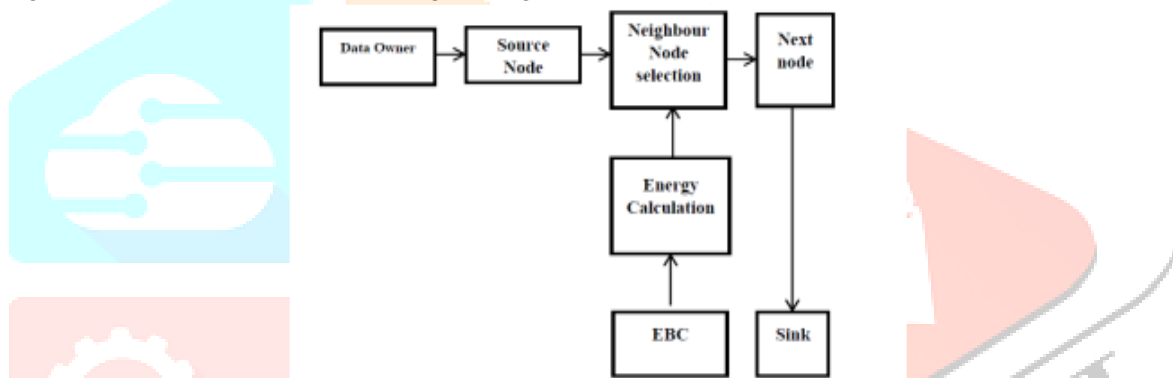 Data Owner
Source
Node
Neighbour
Node
selection
Next
node
Energy
Calculation
EBC
Sink